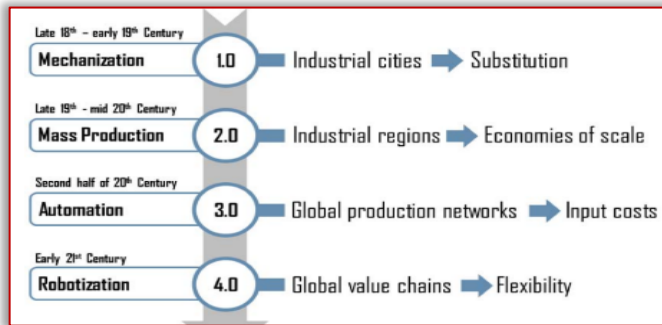 Late 18th – early 19th Century
Mechanization 1.0 Industrial cities Substitution
Late 19th - mid 20th Century
Mass Production 2.0 Industrial regions Economies of scale
Second half of 20th Century
Automation 3.0 Global production networks Input costs
Early 21st Century
Robotization 4.0 Global value chains Flexibility